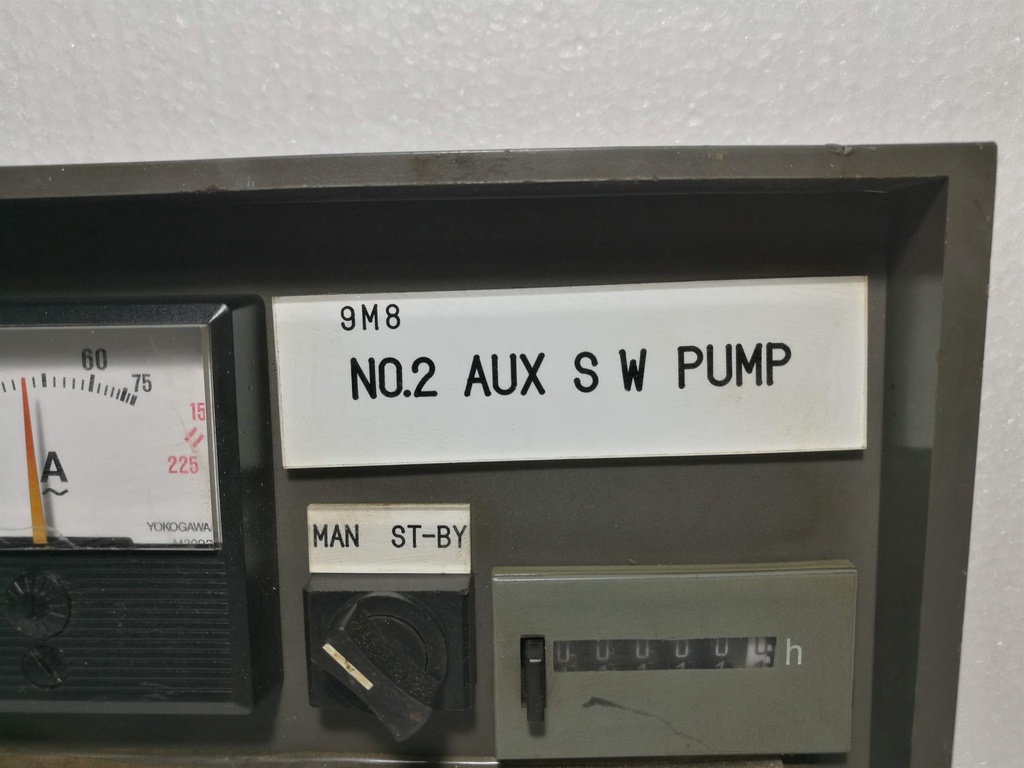 9M8
NO.2 AUX S W PUMP
60
75
15
225
A
YOKOGAWA
MAN ST-BY
h